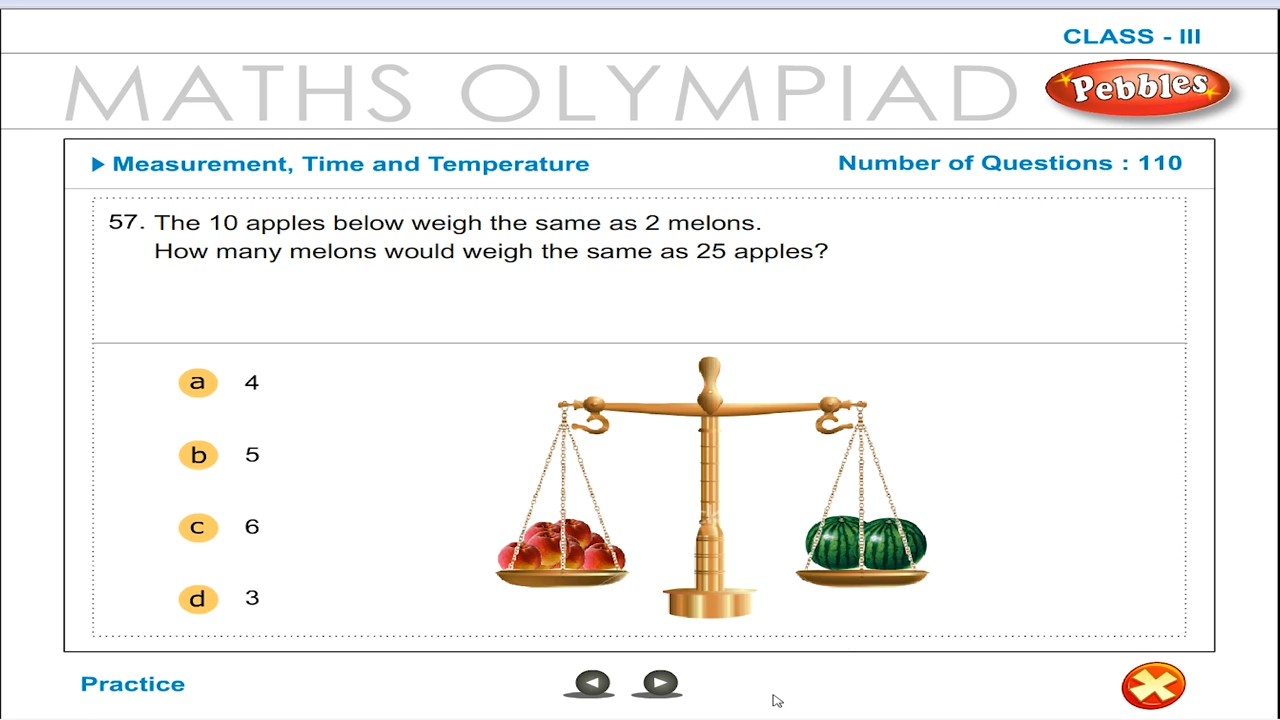 CLASS - III
MATHS OLYMPIAD
Pebbles
Measurement, Time and Temperature
Number of Questions : 110
57. The 10 apples below weigh the same as 2 melons.
How many melons would weigh the same as 25 apples?
a 4
b 5
c 6
d 3
Practice